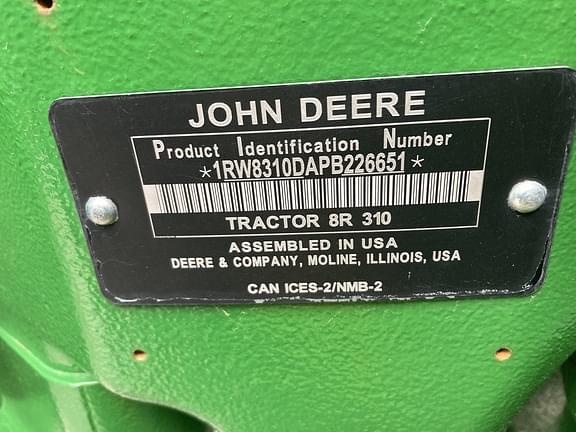 JOHN DEERE
Product Identification Number
*1RW8310DAPB226651*
TRACTOR 8R 310
ASSEMBLED IN USA
DEERE & COMPANY, MOLINE, ILLINOIS, USA
CAN ICES-2/NMB-2